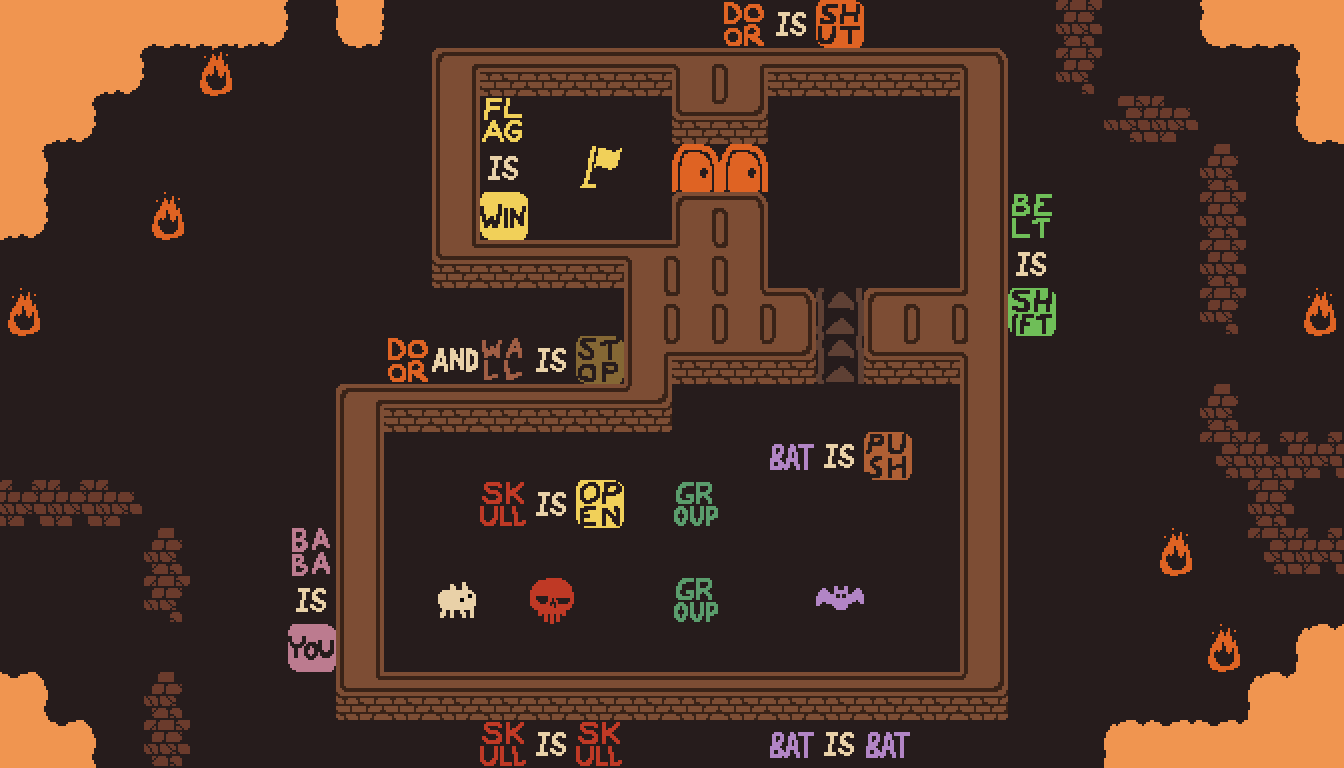 DOOR IS SHUT
FLAG IS WIN
BELT IS SHIFT
DOOR AND WALL IS STOP
BAT IS PUSH
SKULL IS OPEN
GROUP
BABA IS YOU
GROUP
SKULL IS SKULL
BAT IS BAT